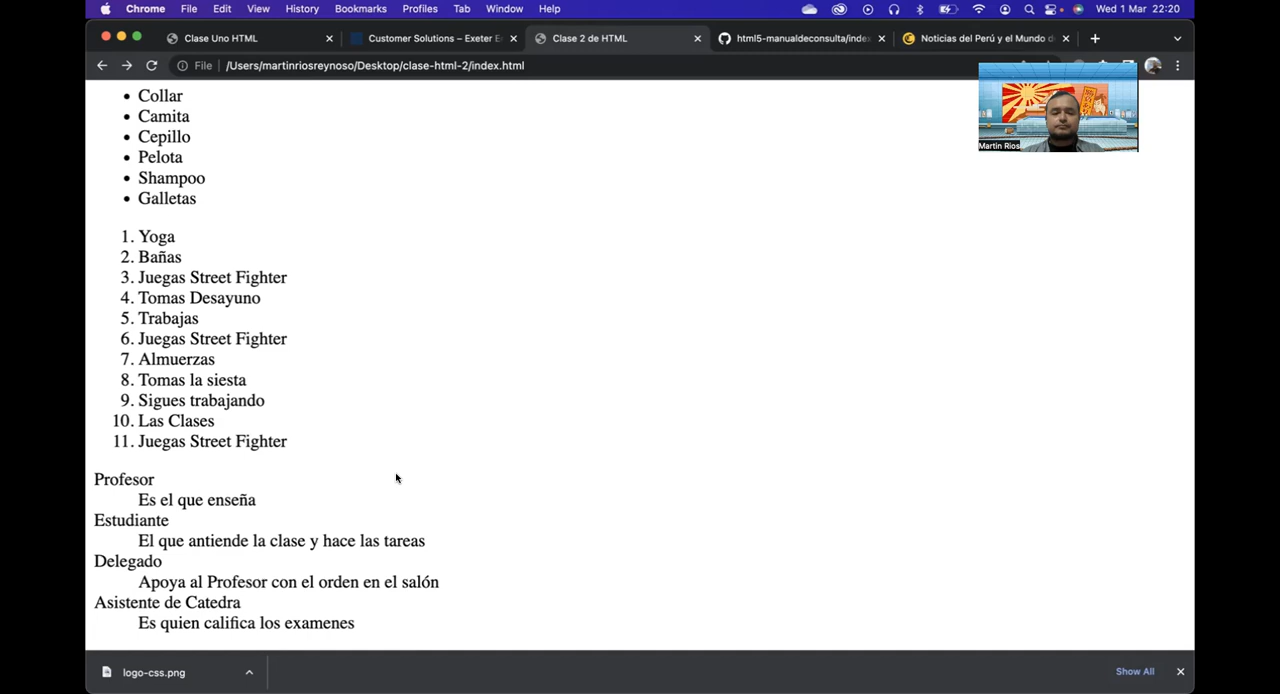 Chrome File Edit View History Bookmarks Profiles Tab Window Help Wed 1 Mar 22:20
Clase Uno HTML Customer Solutions – Exeter E Clase 2 de HTML html5-manualdeconsulta/index Noticias del Perú y el Mundo d
File /Users/martinriosreynoso/Desktop/clase-html-2/index.html
Martin Rios
• Collar
• Camita
• Cepillo
• Pelota
• Shampoo
• Galletas
1. Yoga
2. Bañas
3. Juegas Street Fighter
4. Tomas Desayuno
5. Trabajas
6. Juegas Street Fighter
7. Almuerzas
8. Tomas la siesta
9. Sigues trabajando
10. Las Clases
11. Juegas Street Fighter
Profesor
Es el que enseña
Estudiante
El que antiende la clase y hace las tareas
Delegado
Apoya al Profesor con el orden en el salón
Asistente de Catedra
Es quien califica los examenes
logo-css.png Show All